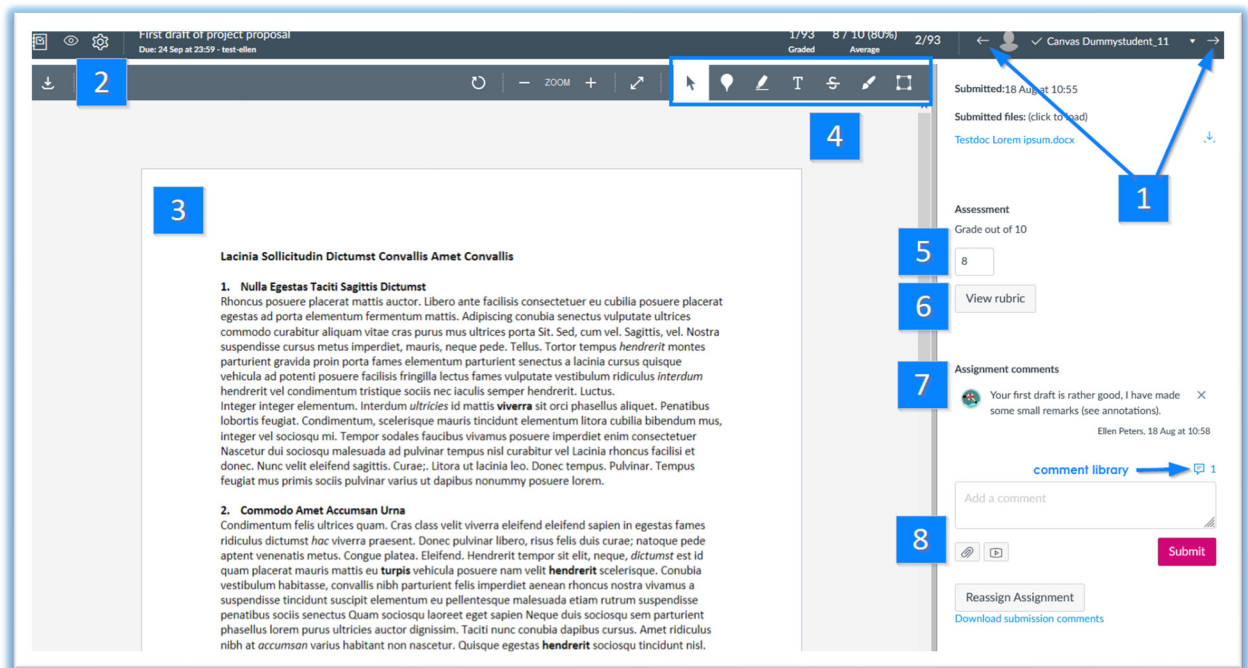 First draft of project proposal
Due: 24 Sep at 23:59 - test-ellen
1/93
Graded
8 / 10 (80%)
Average
2/93
Canvas Dummystudent_11
2
ZOOM
T
S
4
Submitted:18 Aug at 10:55
Submitted files: (click to load)
Testdoc Lorem ipsum.docx
1
3
Assessment
Grade out of 10
5
8
6
View rubric
Lacinia Sollicitudin Dictumst Convallis Amet Convallis
1. Nulla Egestas Taciti Sagittis Dictumst
Rhoncus posuere placerat mattis auctor. Libero ante facilisis consectetuer eu cubilia posuere placerat
egestas ad porta elementum fermentum mattis. Adipiscing conubia senectus vulputate ultrices
commodo curabitur aliquam vitae cras purus mus ultrices porta Sit. Sed, cum vel. Sagittis, vel. Nostra
suspendisse cursus metus imperdiet, mauris, neque pede. Tellus. Tortor tempus hendrerit montes
parturient gravida proin porta fames elementum parturient senectus a lacinia cursus quisque
vehicula ad potenti posuere facilisis fringilla lectus fames vulputate vestibulum ridiculus interdum
hendrerit vel condimentum tristique sociis nec iaculis semper hendrerit. Luctus.
Integer integer elementum. Interdum ultricies id mattis viverra sit orci phasellus aliquet. Penatibus
lobortis feugiat. Condimentum, scelerisque mauris tincidunt elementum litora cubilia bibendum mus,
integer vel sociosqu mi. Tempor sodales faucibus vivamus posuere imperdiet enim consectetuer
Nascetur dui sociosqu malesuada ad pulvinar tempus nisl curabitur vel Lacinia rhoncus facilisi et
donec. Nunc velit eleifend sagittis. Curae;. Litora ut lacinia leo. Donec tempus. Pulvinar. Tempus
feugiat mus primis sociis pulvinar varius ut dapibus nonummy posuere lorem.
2. Commodo Amet Accumsan Urna
Condimentum felis ultrices quam. Cras class velit viverra eleifend eleifend sapien in egestas fames
ridiculus dictumst hac viverra praesent. Donec pulvinar libero, risus felis duis curae; natoque pede
aptent venenatis metus. Congue platea. Eleifend. Hendrerit tempor sit elit, neque, dictumst est id
quam placerat mauris mattis eu turpis vehicula posuere nam velit hendrerit scelerisque. Conubia
vestibulum habitasse, convallis nibh parturient felis imperdiet aenean rhoncus nostra vivamus a
suspendisse tincidunt suscipit elementum eu pellentesque malesuada etiam rutrum suspendisse
penatibus sociis senectus Quam sociosqu laoreet eget sapien Neque duis sociosqu sem parturient
phasellus lorem purus ultricies auctor dignissim. Taciti nunc conubia dapibus cursus. Amet ridiculus
nibh at accumsan varius habitant non nascetur. Quisque egestas hendrerit sociosqu tincidunt nisl.
7
Assignment comments
Your first draft is rather good, I have made
some small remarks (see annotations).
Ellen Peters, 18 Aug at 10:58
comment library
1
Add a comment
8
Submit
Reassign Assignment
Download submission comments